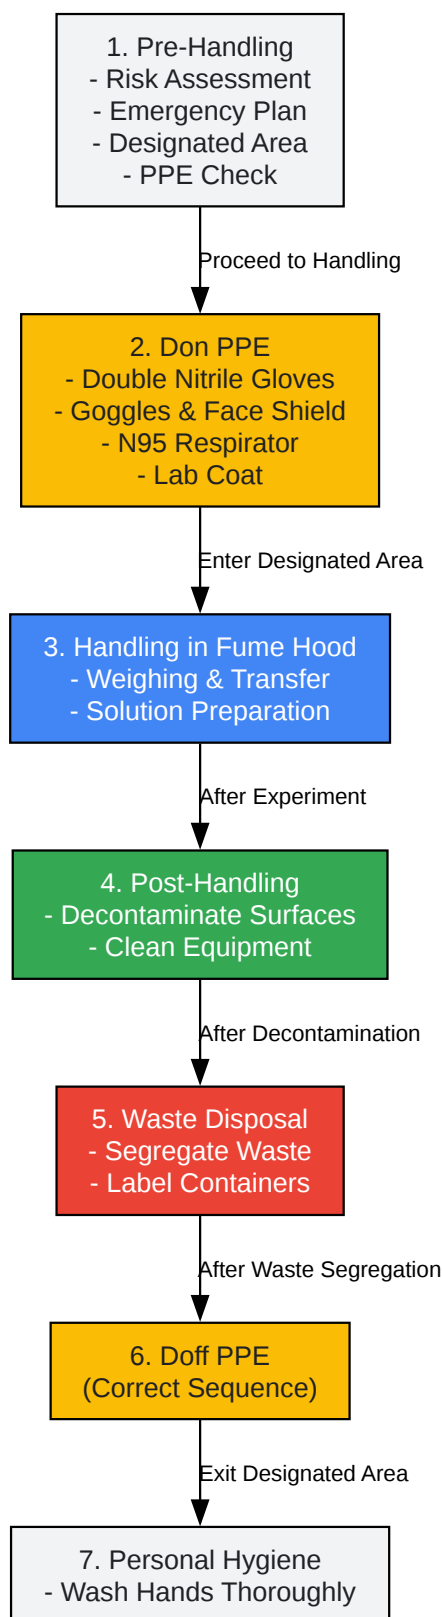 1. Pre-Handling
- Risk Assessment
- Emergency Plan
- Designated Area
- PPE Check
Proceed to Handling
2. Don PPE
- Double Nitrile Gloves
- Goggles & Face Shield
- N95 Respirator
- Lab Coat
Enter Designated Area
3. Handling in Fume Hood
- Weighing & Transfer
- Solution Preparation
After Experiment
4. Post-Handling
- Decontaminate Surfaces
- Clean Equipment
After Decontamination
5. Waste Disposal
- Segregate Waste
- Label Containers
After Waste Segregation
6. Doff PPE
(Correct Sequence)
Exit Designated Area
7. Personal Hygiene
- Wash Hands Thoroughly